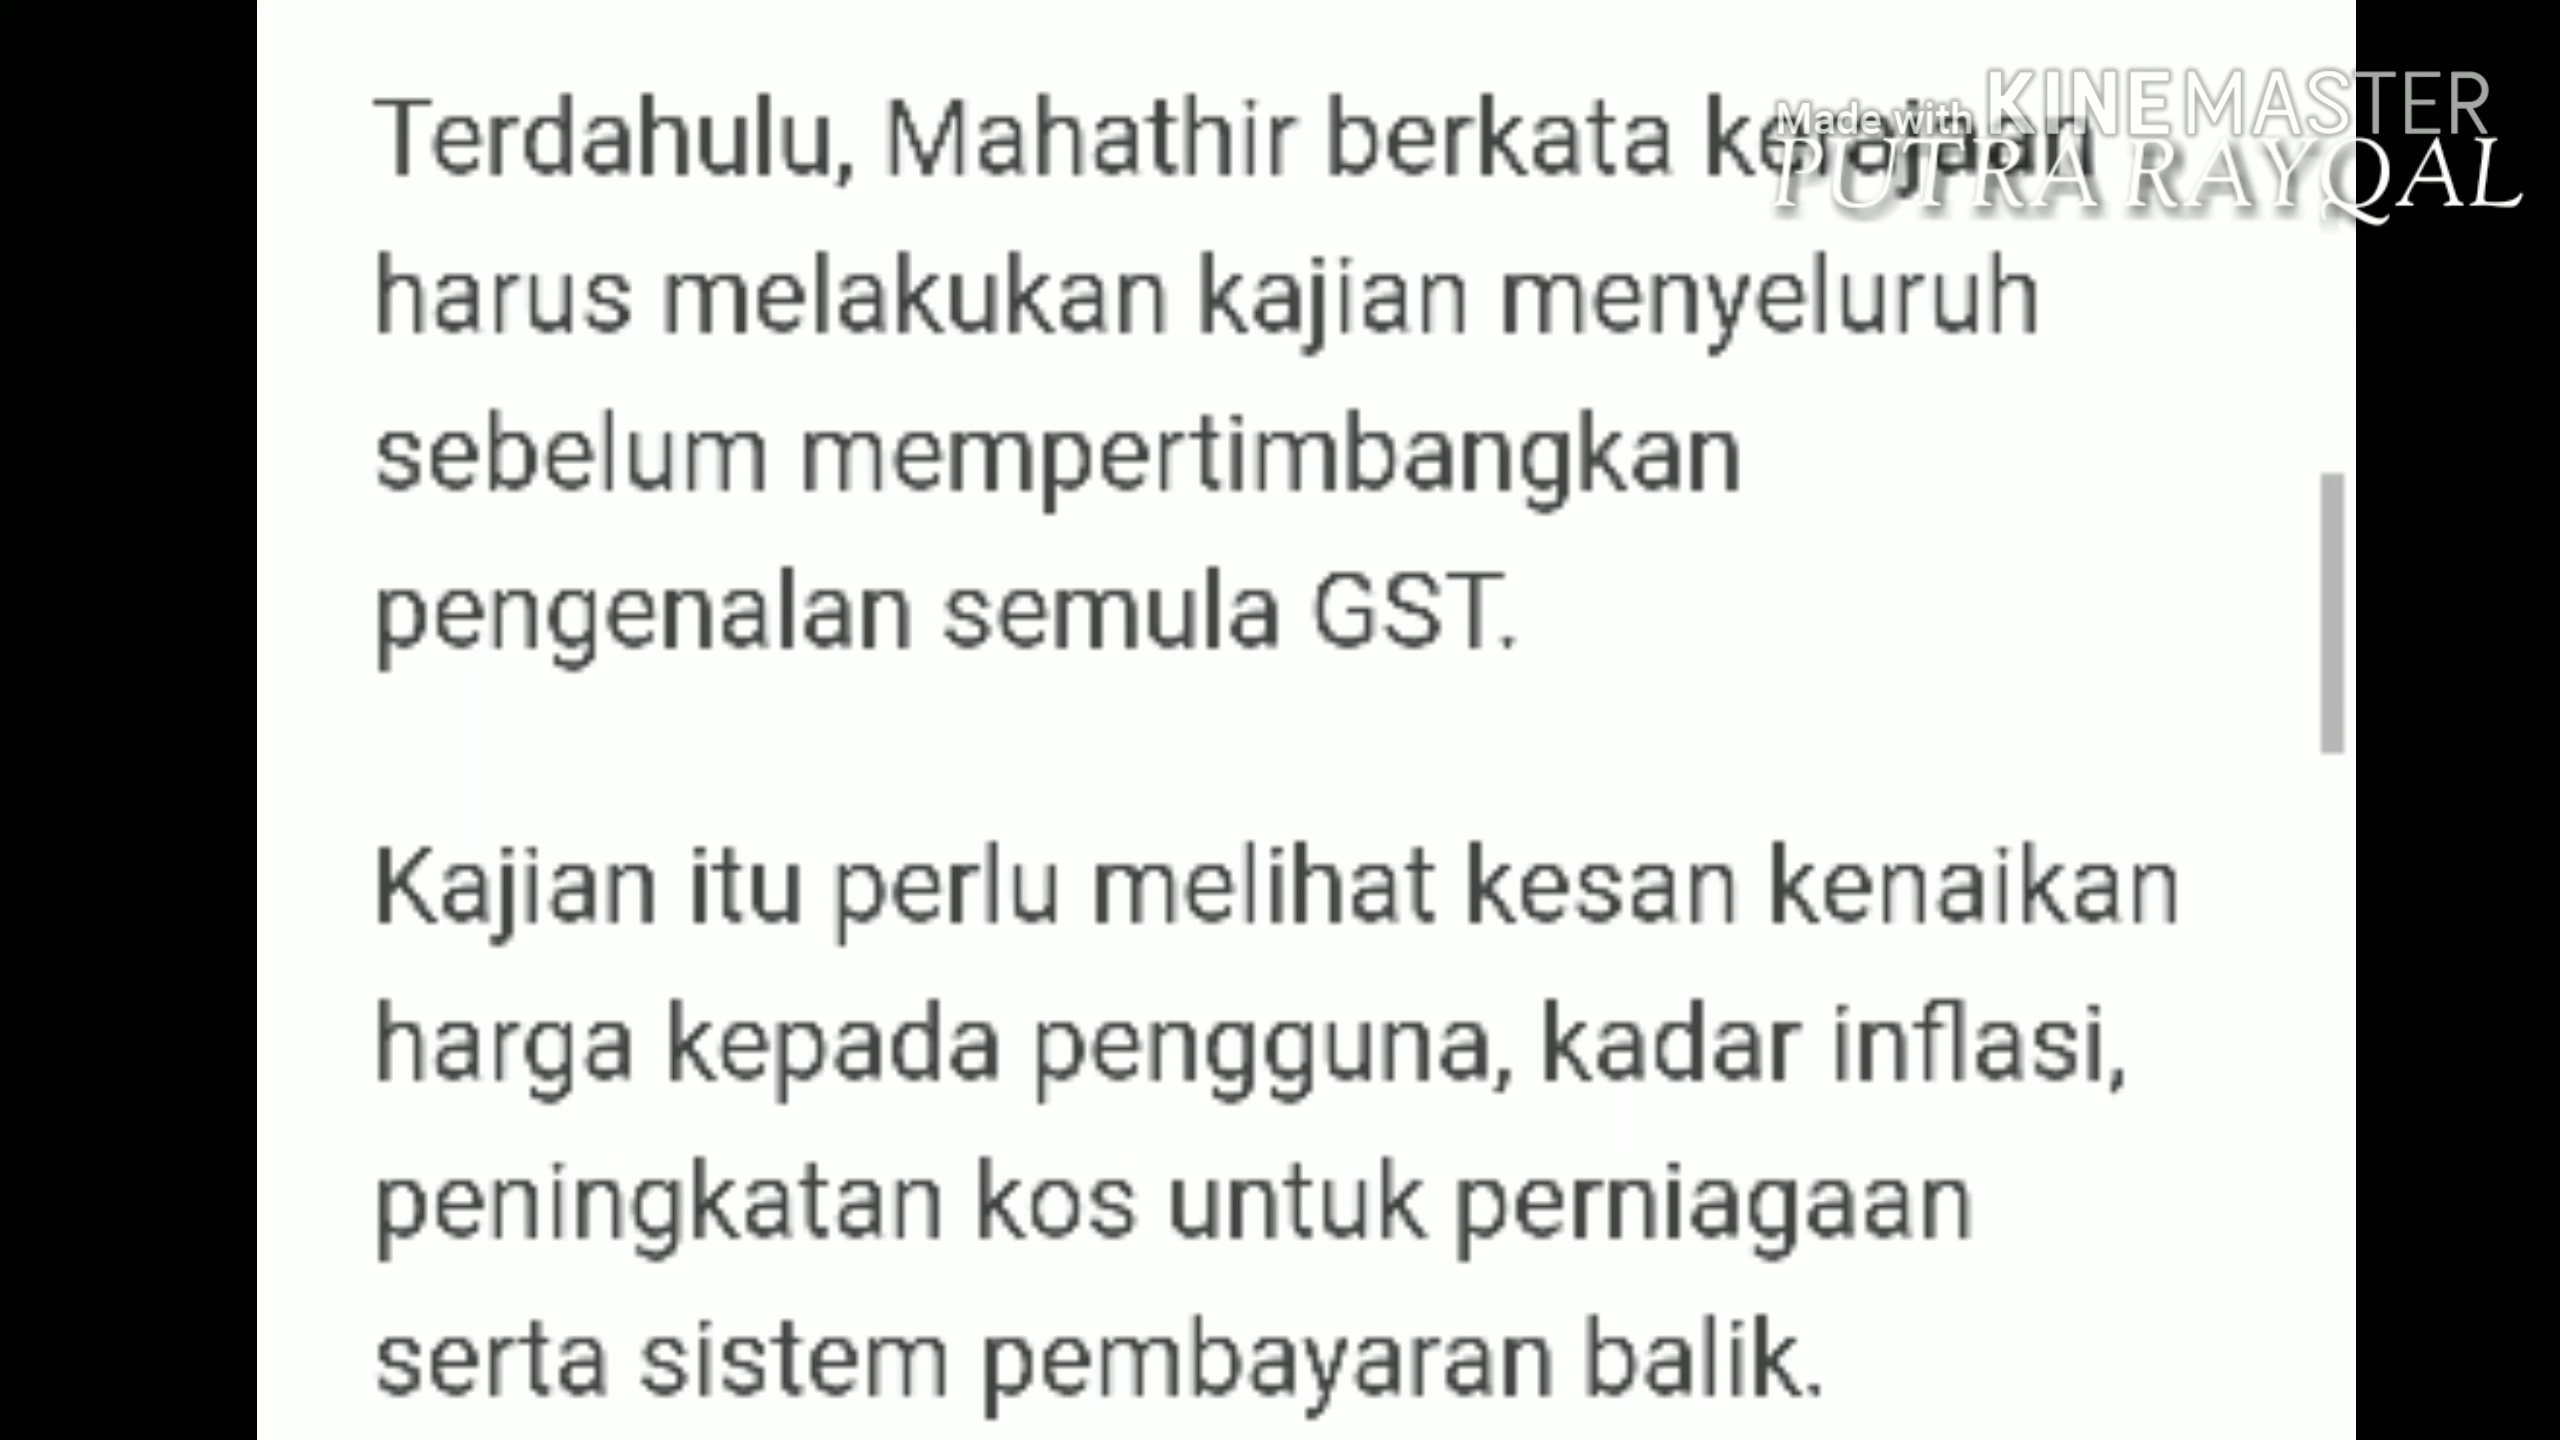 Terdahulu, Mahathir berkata kerajaan
Made with KINEMASTER
PUTRA RAYQAL
harus melakukan kajian menyeluruh
sebelum mempertimbangkan
pengenalan semula GST.
Kajian itu perlu melihat kesan kenaikan
harga kepada pengguna, kadar inflasi,
peningkatan kos untuk perniagaan
serta sistem pembayaran balik.